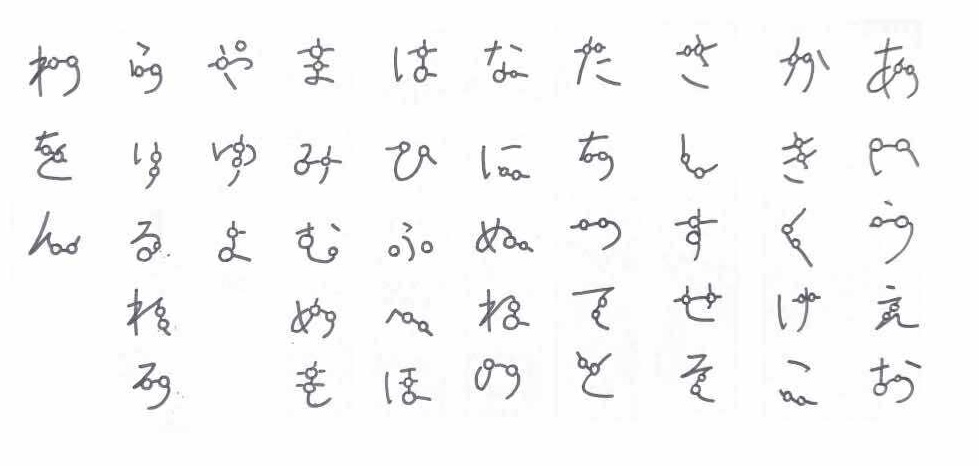 あいうえお
かきくけこ
さしすせそ
たちつてと
なにぬねの
はひふへほ
まみむめも
やゆよ
らりるれろ
わをん